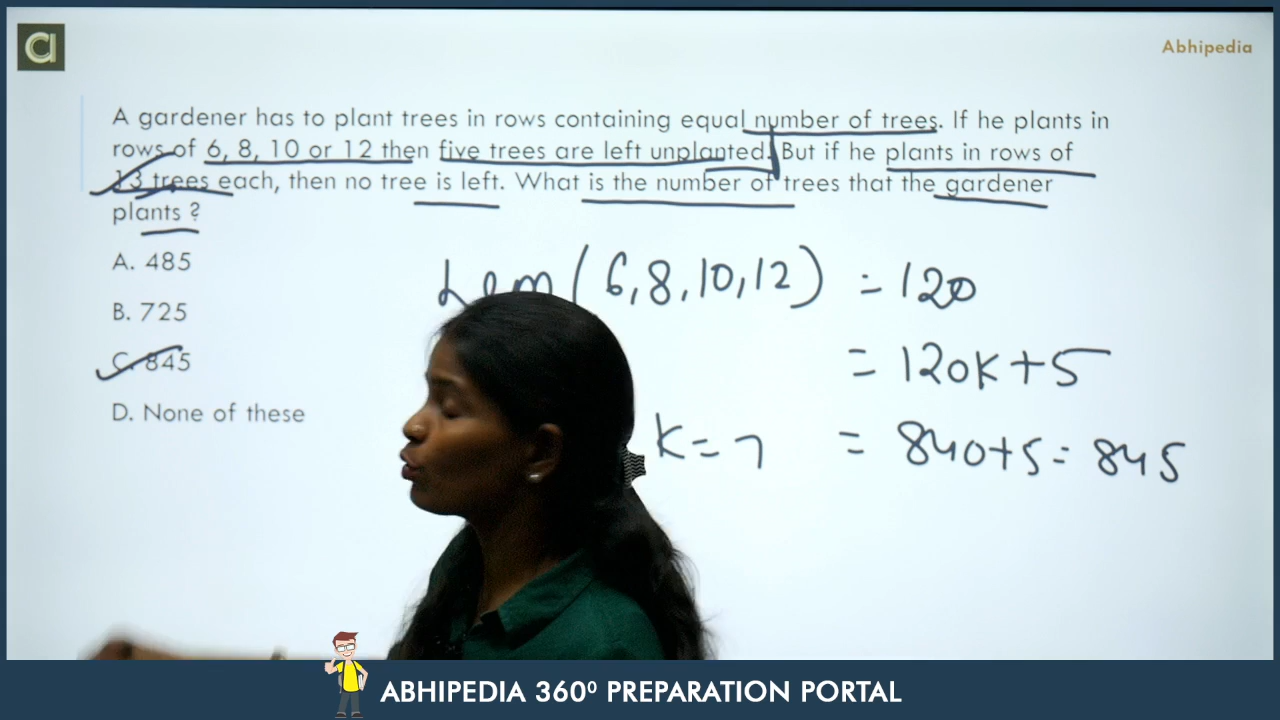 Abhipedia
A gardener has to plant trees in rows containing equal number of trees. If he plants in
rows of 6, 8, 10 or 12 then five trees are left unplanted. But if he plants in rows of
13 trees each, then no tree is left. What is the number of trees that the gardener
plants ?
A. 485
B. 725
C. 845
D. None of these
(6,8,10,12) = 120
= 120K+5
K=7 = 840+5= 845
ABHIPEDIA 360⁰ PREPARATION PORTAL